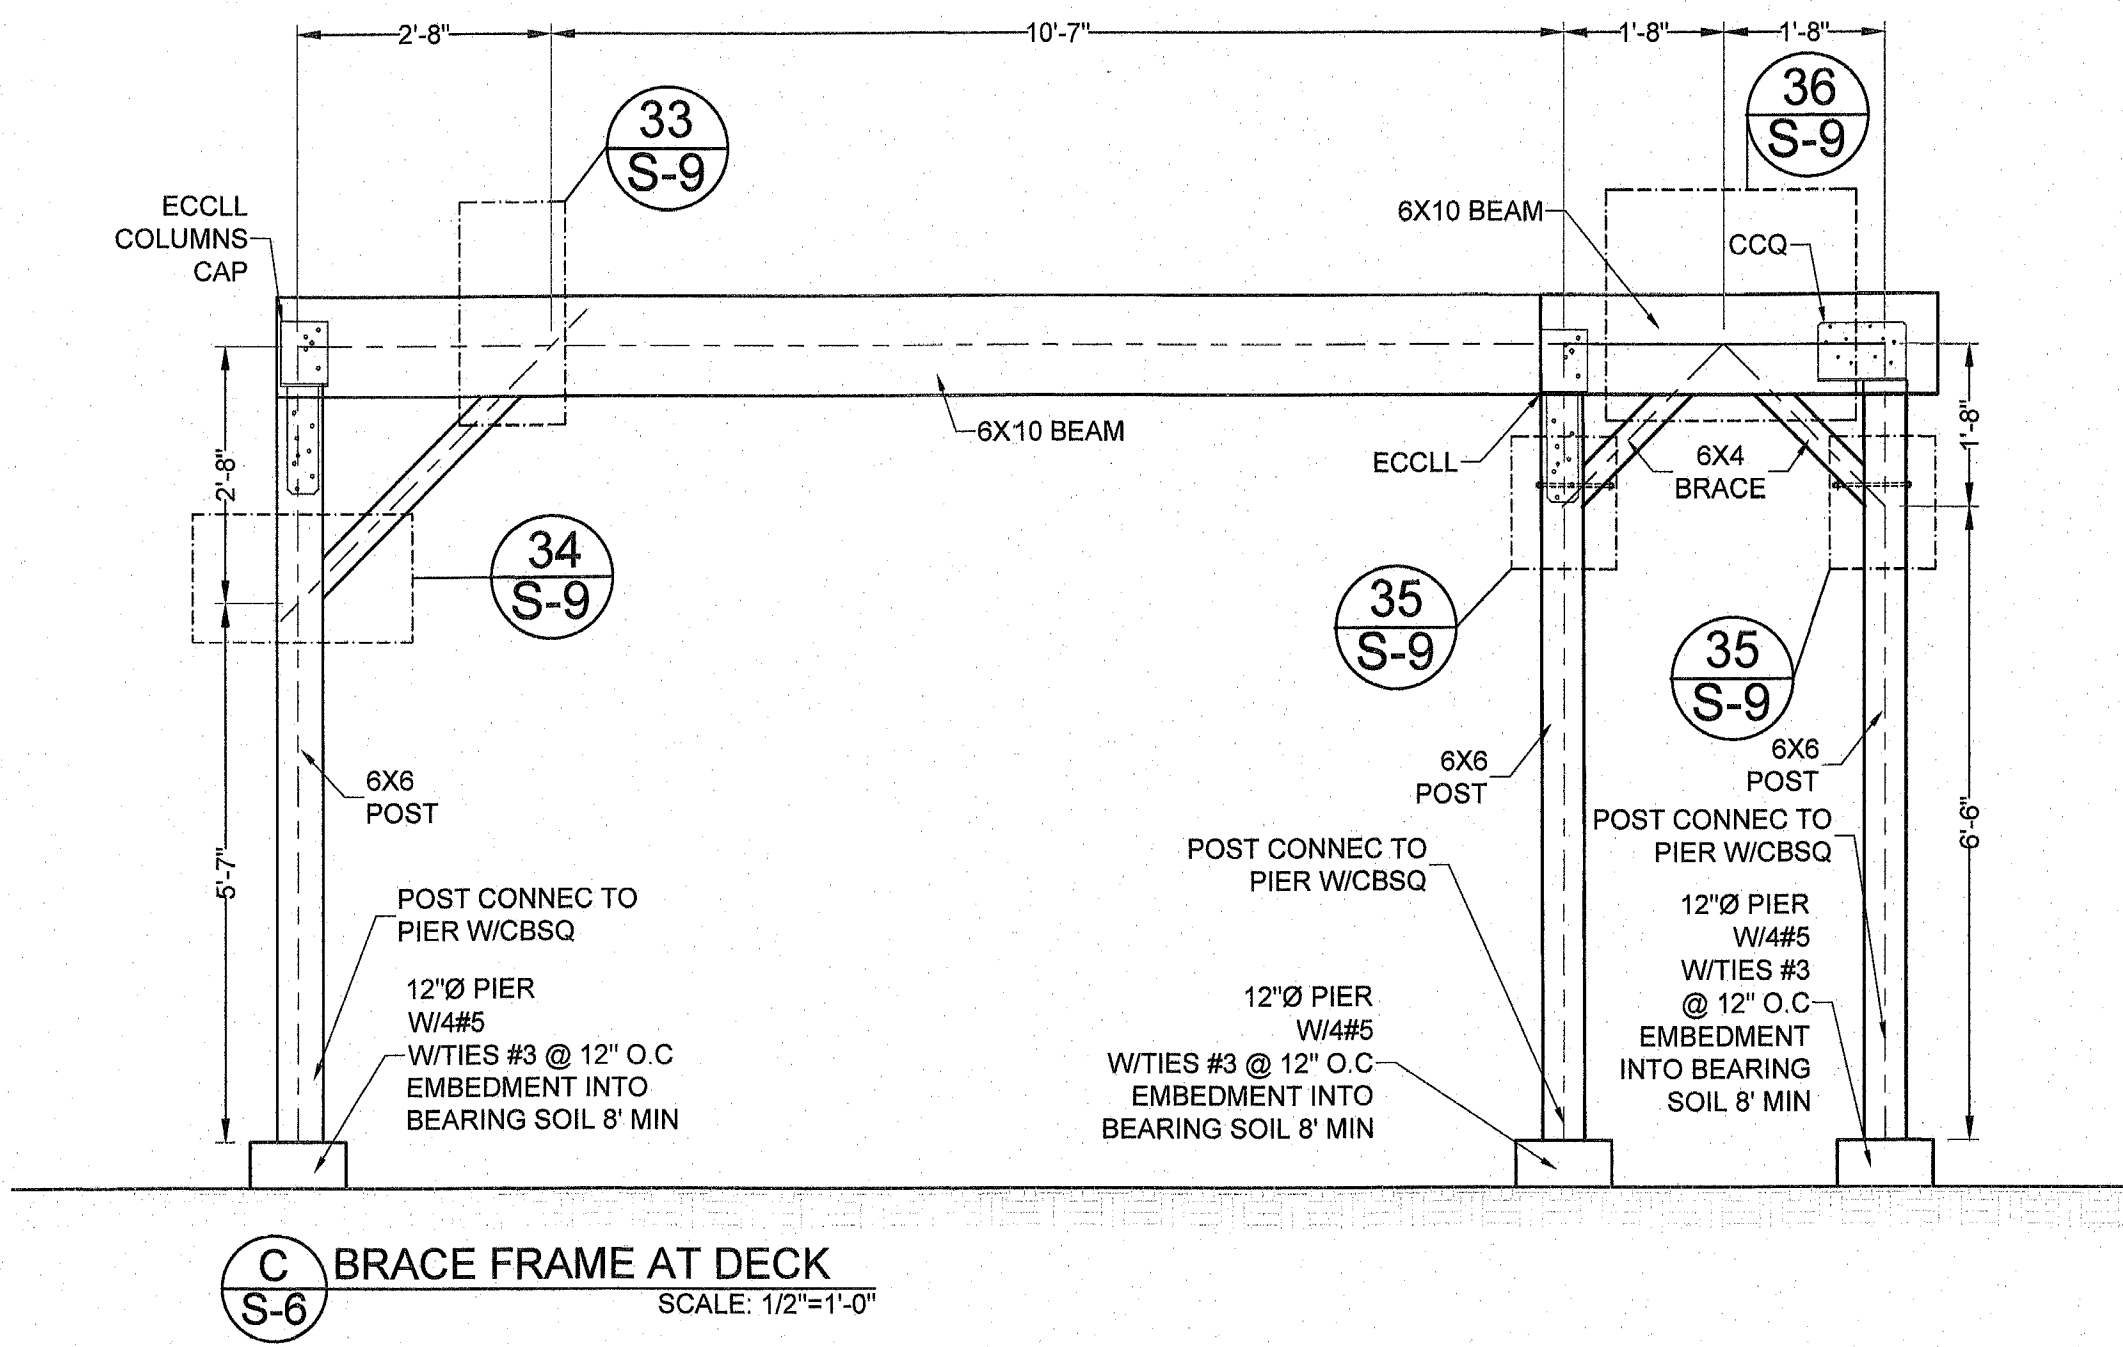 2'-8"
10'-7"
1'-8"
1'-8"
33
S-9
36
S-9
ECCLL
COLUMNS
CAP
6X10 BEAM
CCQ
6X10 BEAM
ECCLL
6X4
BRACE
2'-8"
1'-8"
34
S-9
35
S-9
35
S-9
6X6
POST
6X6
POST
6X6
POST
5'-7"
6'-6"
POST CONNEC TO
PIER W/CBSQ
POST CONNEC TO
PIER W/CBSQ
POST CONNEC TO
PIER W/CBSQ
12"Ø PIER
W/4#5
W/TIES #3 @ 12" O.C
EMBEDMENT INTO
BEARING SOIL 8' MIN
12"Ø PIER
W/4#5
W/TIES #3 @ 12" O.C
EMBEDMENT INTO
BEARING SOIL 8' MIN
12"Ø PIER
W/4#5
W/TIES #3
@ 12" O.C
EMBEDMENT
INTO BEARING
SOIL 8' MIN
C
S-6
BRACE FRAME AT DECK
SCALE: 1/2"=1'-0"